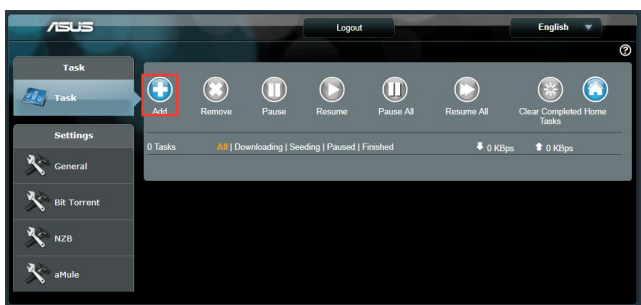 ASUS
Logout
English
?
Task
Task
Settings
General
Bit Torrent
NZB
aMule
Add
Remove
Pause
Resume
Pause All
Resume All
Clear Completed Tasks
Home
0 Tasks
All | Downloading | Seeding | Paused | Finished
0 KBps
0 KBps